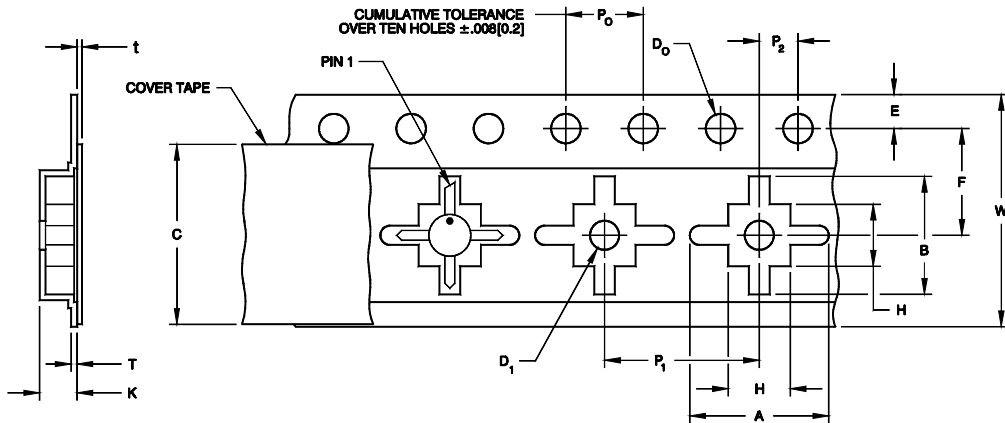 CUMULATIVE TOLERANCE
OVER TEN HOLES ±.008[0.2]
P0
D0
P2
t
PIN 1
COVER TAPE
E
F
W
C
B
H
T
K
D1
P1
H
A